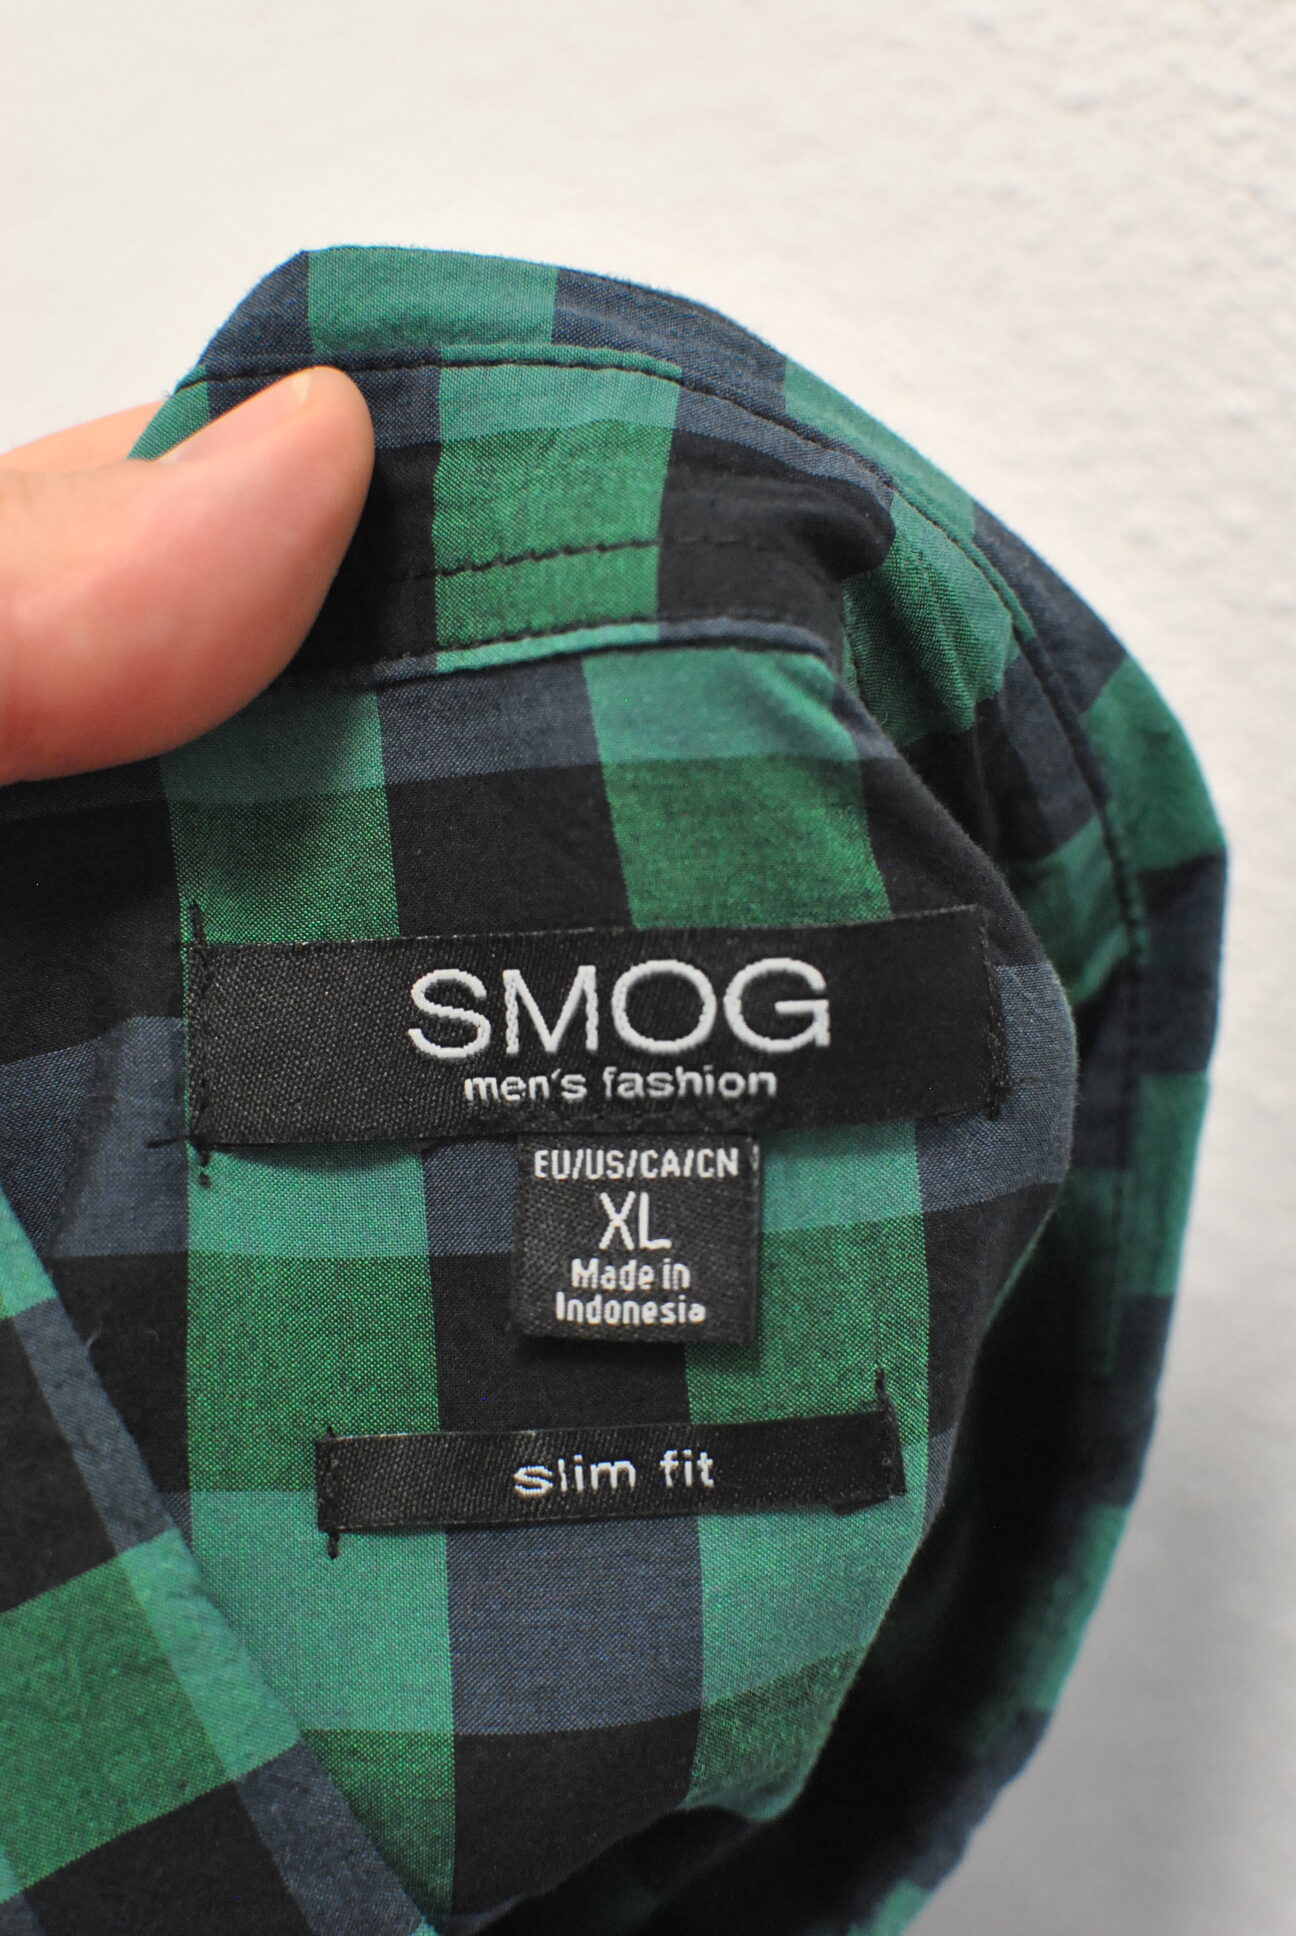 SMOG
men's fashion
EU/US/CA/CN
XL
Made in
Indonesia
slim fit